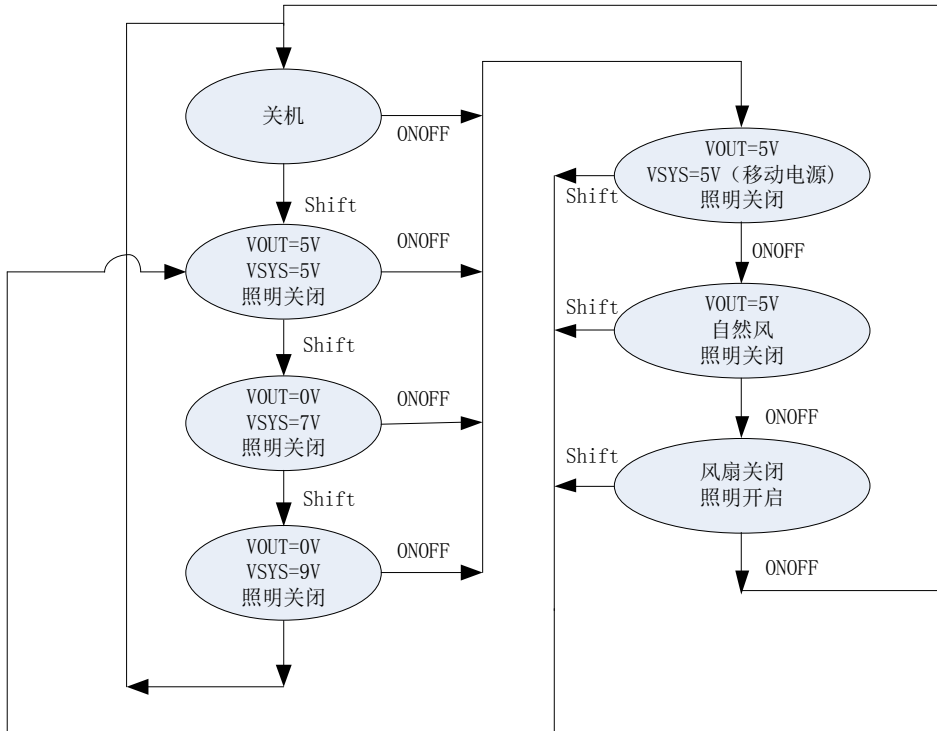 关机
ONOFF
Shift
VOUT=5V
VSYS=5V
照明关闭
ONOFF
Shift
VOUT=0V
VSYS=7V
照明关闭
ONOFF
Shift
VOUT=0V
VSYS=9V
照明关闭
ONOFF
VOUT=5V
VSYS=5V（移动电源）
照明关闭
Shift
ONOFF
VOUT=5V
自然风
照明关闭
Shift
ONOFF
风扇关闭
照明开启
Shift
ONOFF